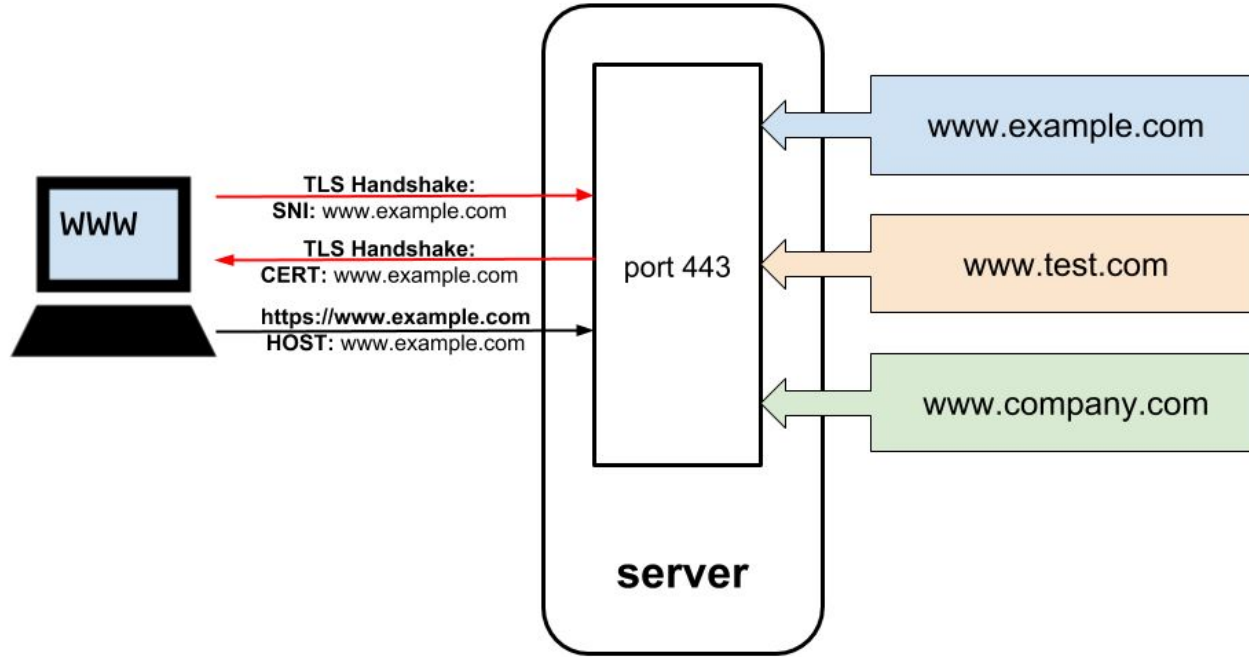 WWW
TLS Handshake:
SNI: www.example.com
TLS Handshake:
CERT: www.example.com
https://www.example.com
HOST: www.example.com
port 443
server
www.example.com
www.test.com
www.company.com